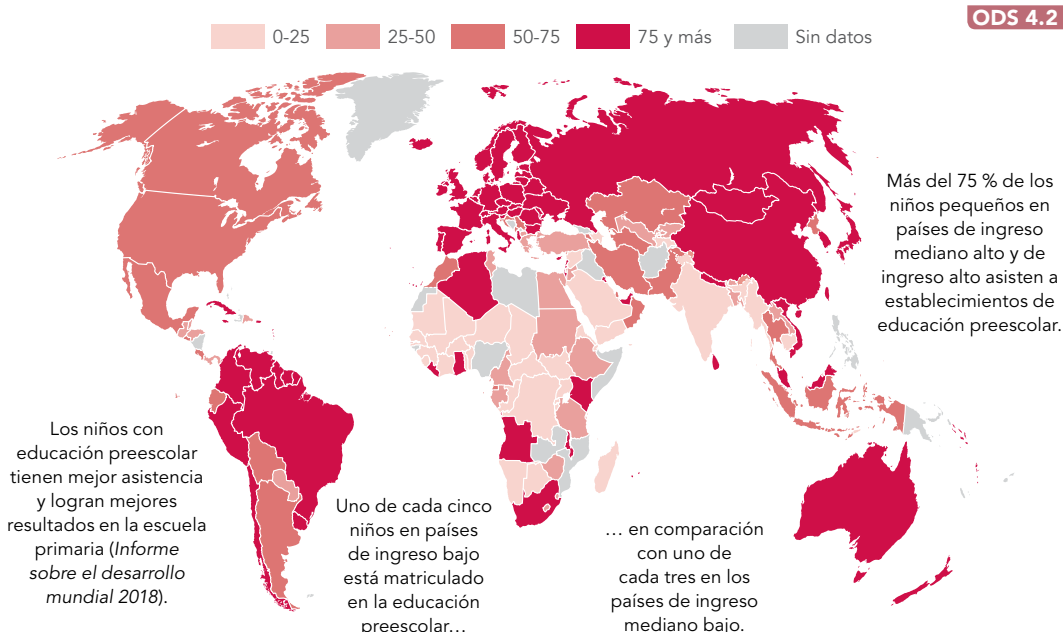 ODS 4.2
0-25 25-50 50-75 75 y más Sin datos
Más del 75 % de los
niños pequeños en
países de ingreso
mediano alto y de
ingreso alto asisten a
establecimientos de
educación preescolar.
Los niños con
educación preescolar
tienen mejor asistencia
y logran mejores
resultados en la escuela
primaria (Informe
sobre el desarrollo
mundial 2018).
Uno de cada cinco
niños en países
de ingreso bajo
está matriculado
en la educación
preescolar…
… en comparación
con uno de
cada tres en los
países de ingreso
mediano bajo.